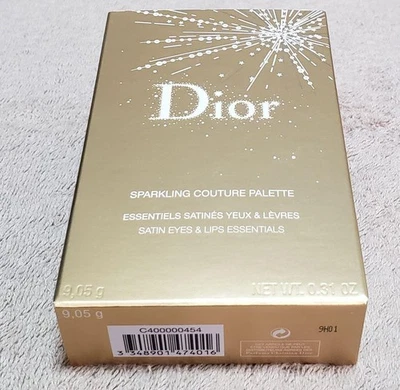 Dior
SPARKLING COUTURE PALETTE
ESSENTIELS SATINÉS YEUX & LÈVRES
SATIN EYES & LIPS ESSENTIALS
9,05 g NET WT. 0.31 OZ
9,05 g
C400000454
3 348901 474016
9H01